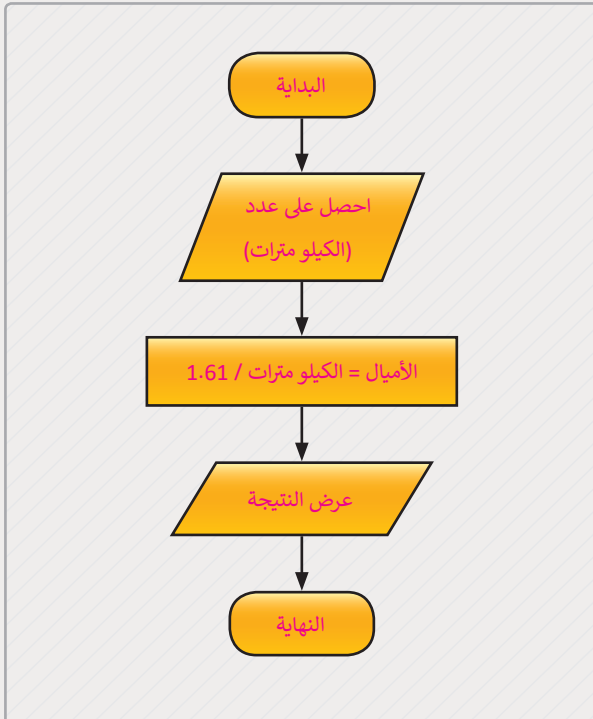 البداية
احصل على عدد
(الكيلو مترات)
الأميال = الكيلو مترات / 1.61
عرض النتيجة
النهاية